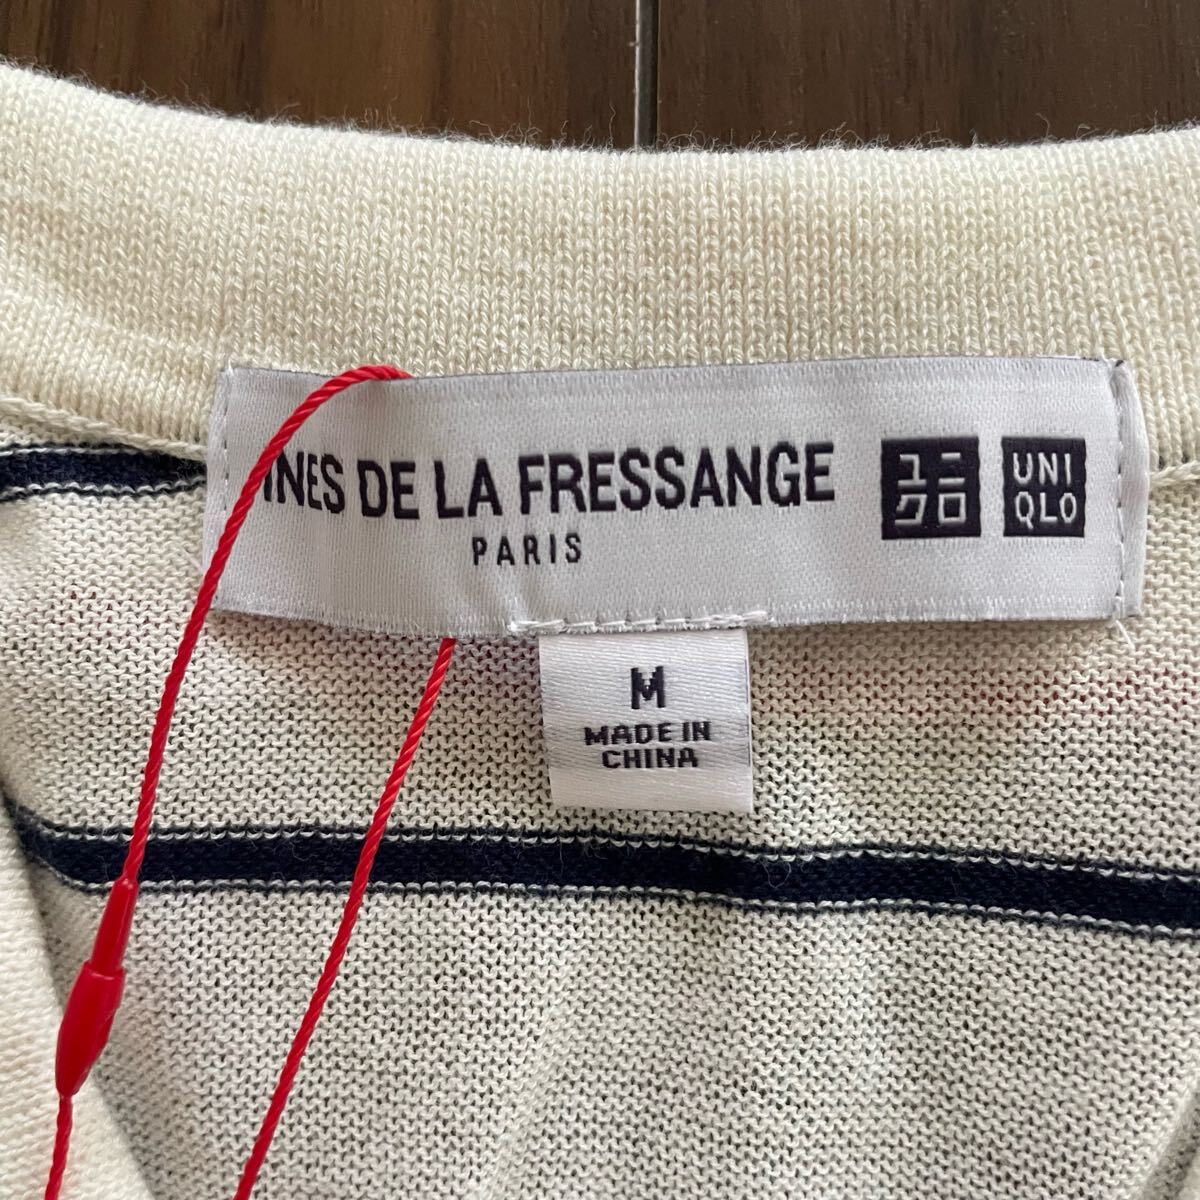 INES DE LA FRESSANGE
PARIS
ユニ
クロ
UNI
QLO
M
MADE IN
CHINA